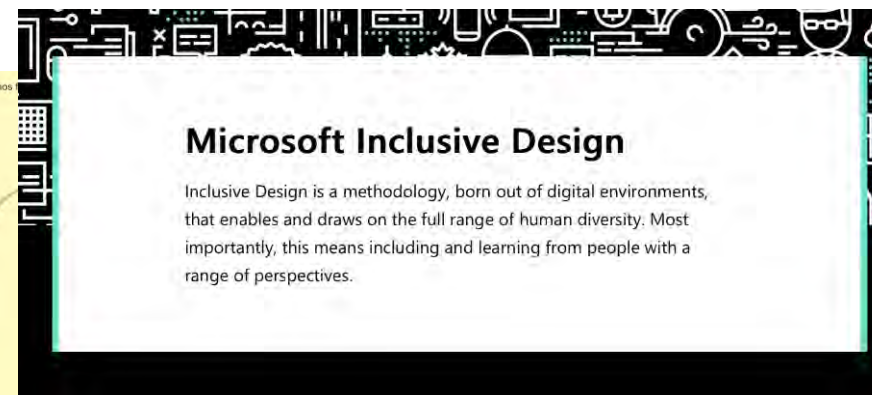 Microsoft Inclusive Design
Inclusive Design is a methodology, born out of digital environments,
that enables and draws on the full range of human diversity. Most
importantly, this means including and learning from people with a
range of perspectives.